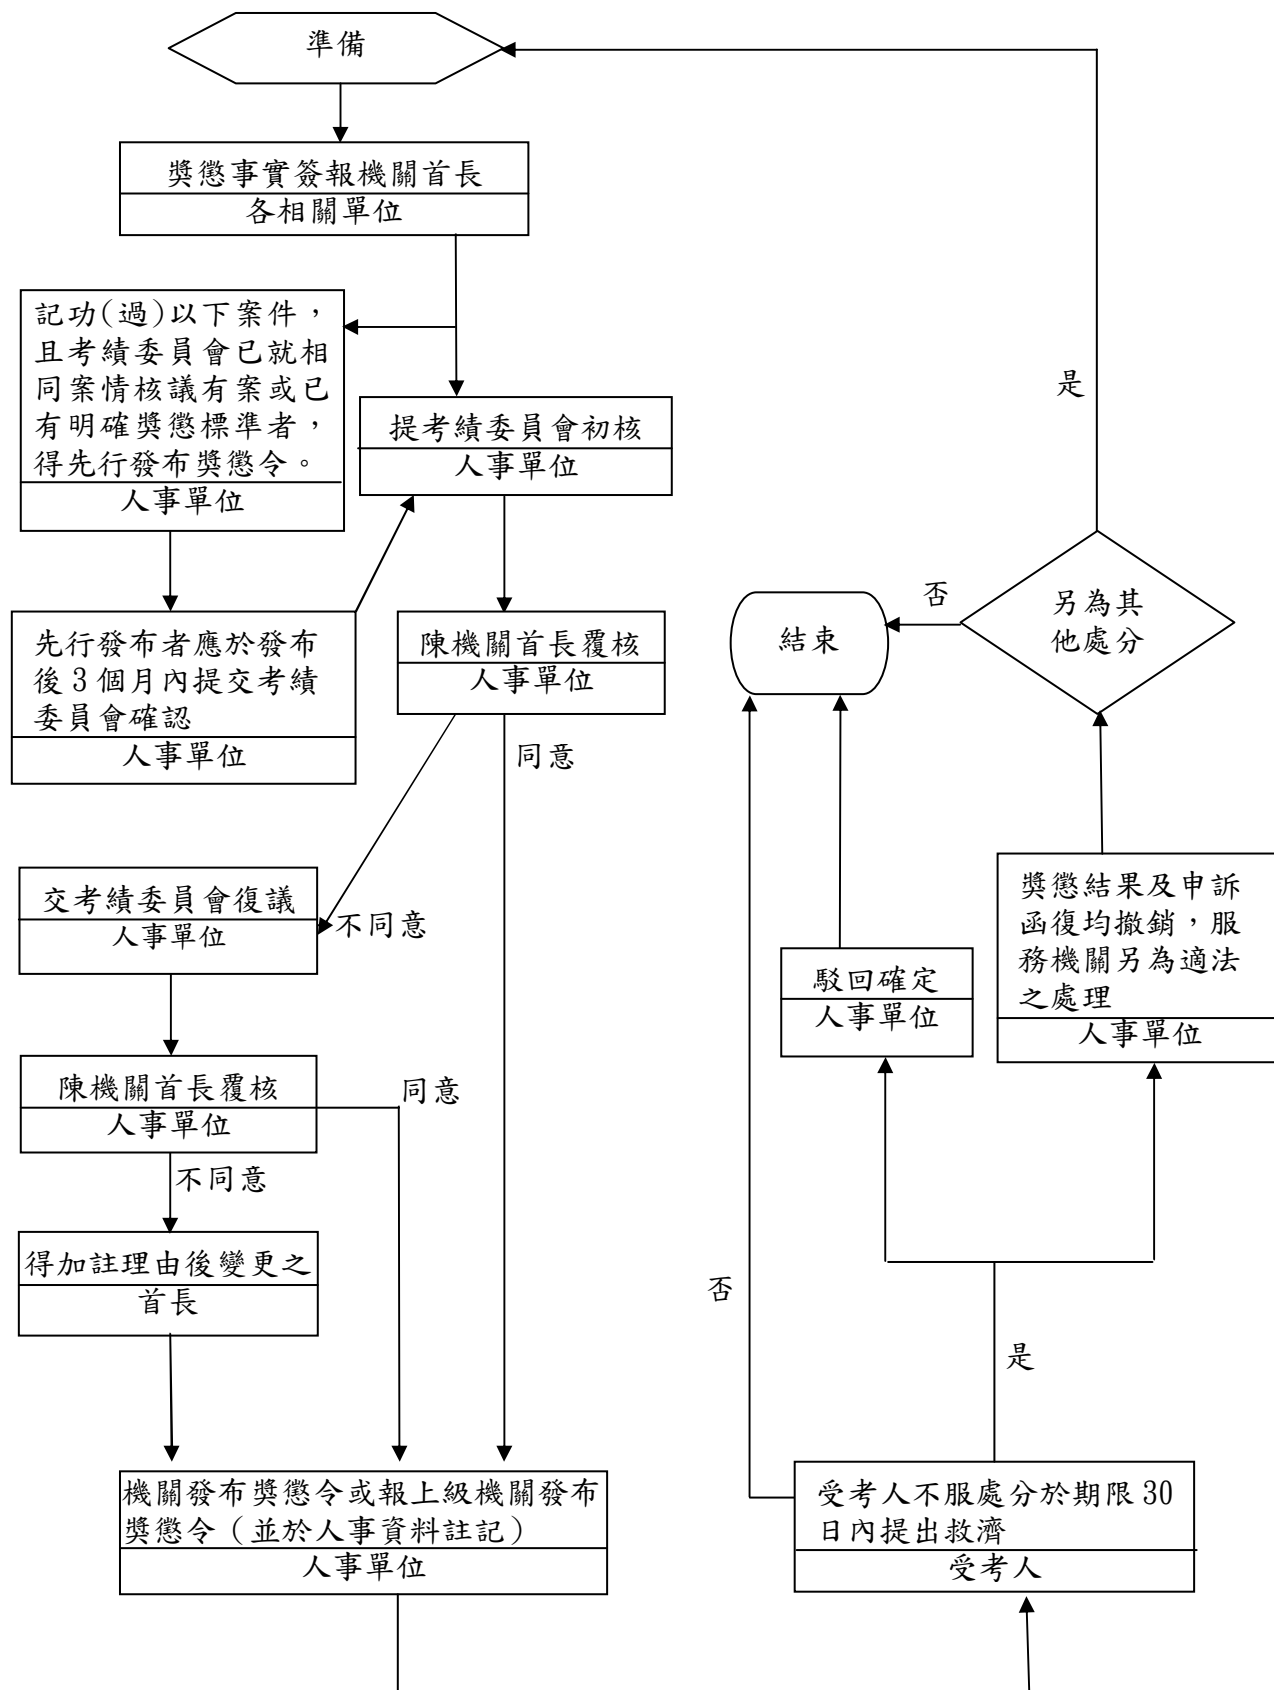 準備
獎懲事實簽報機關首長
各相關單位
記功(過)以下案件，
且考績委員會已就相
同案情核議有案或已
有明確獎懲標準者，
得先行發布獎懲令。
人事單位
提考績委員會初核
人事單位
先行發布者應於發布
後3個月內提交考績
委員會確認
人事單位
陳機關首長覆核
人事單位
同意
不同意
交考績委員會復議
人事單位
陳機關首長覆核
人事單位
同意
不同意
得加註理由後變更之
首長
機關發布獎懲令或報上級機關發布
獎懲令（並於人事資料註記）
人事單位
是
否
另為其
他處分
結束
獎懲結果及申訴
函復均撤銷，服
務機關另為適法
之處理
人事單位
駁回確定
人事單位
否
是
受考人不服處分於期限30
日內提出救濟
受考人